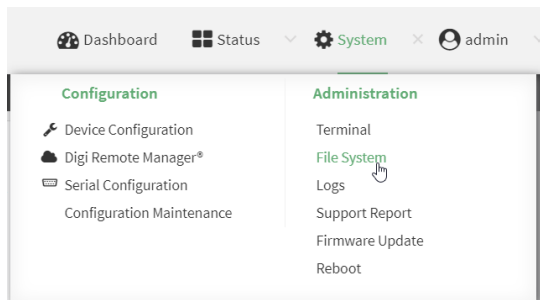 Dashboard Status System admin
Configuration
Device Configuration
Digi Remote Manager®
Serial Configuration
Configuration Maintenance
Administration
Terminal
File System
Logs
Support Report
Firmware Update
Reboot